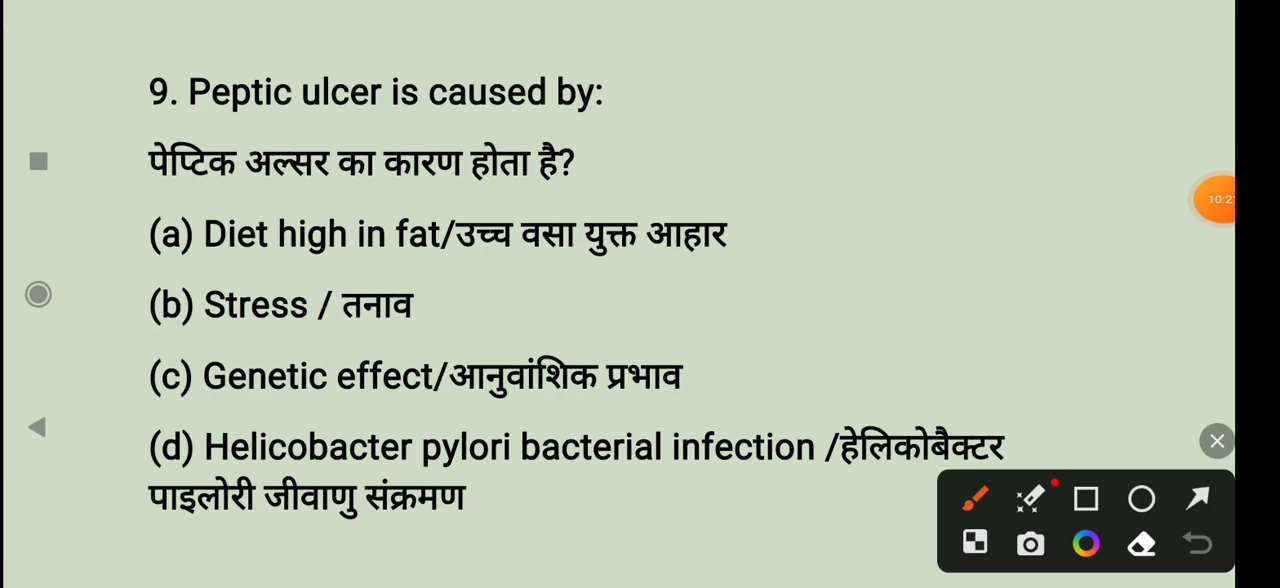 9. Peptic ulcer is caused by:
पेप्टिक अल्सर का कारण होता है?
(a) Diet high in fat/उच्च वसा युक्त आहार
(b) Stress / तनाव
(c) Genetic effect/आनुवांशिक प्रभाव
(d) Helicobacter pylori bacterial infection /हेलिकोबैक्टर
पाइलोरी जीवाणु संक्रमण